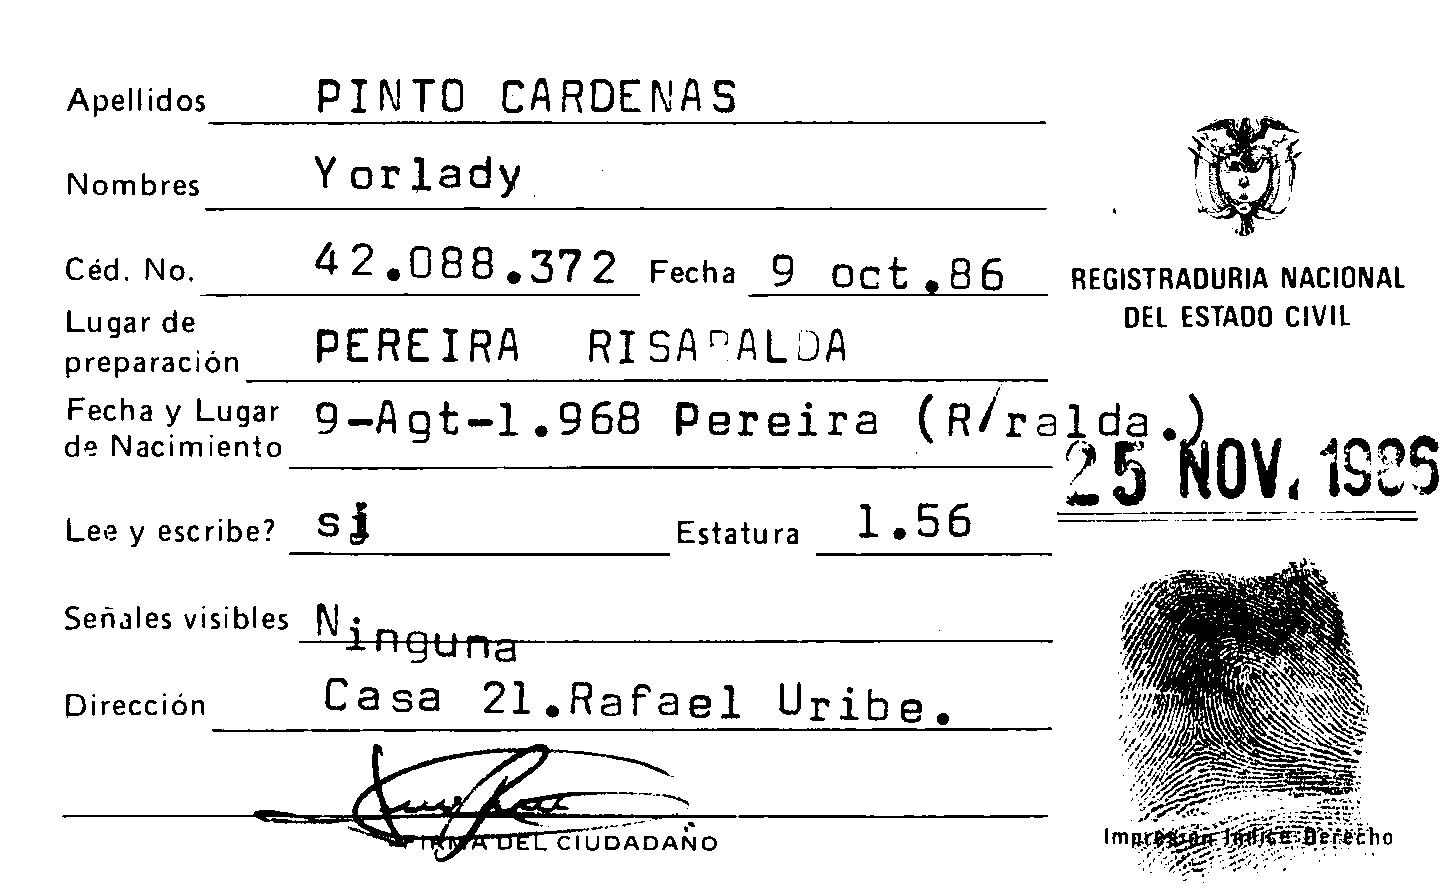 Apellidos PINTO CARDENAS
Nombres Yorlady
Céd. No. 42.088.372 Fecha 9 oct.86
REGISTRADURIA NACIONAL
DEL ESTADO CIVIL
Lugar de
preparación PEREIRA RISARALDA
Fecha y Lugar
de Nacimiento 9-Agt-1.968 Pereira (R/ralda.)
25 NOV. 1986
Lee y escribe? si Estatura 1.56
Señales visibles Ninguna
Dirección Casa 21.Rafael Uribe.
FIRMA DEL CIUDADAÑO
Impresión Indice Derecho